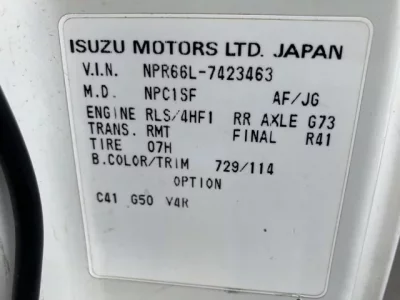 ISUZU MOTORS LTD. JAPAN
V.I.N. NPR66L-7423463
M.D. NPC1SF AF/JG
ENGINE RLS/4HF1 RR AXLE G73
TRANS. RMT FINAL R41
TIRE 07H
B.COLOR/TRIM 729/114
OPTION
C41 G50 V4R